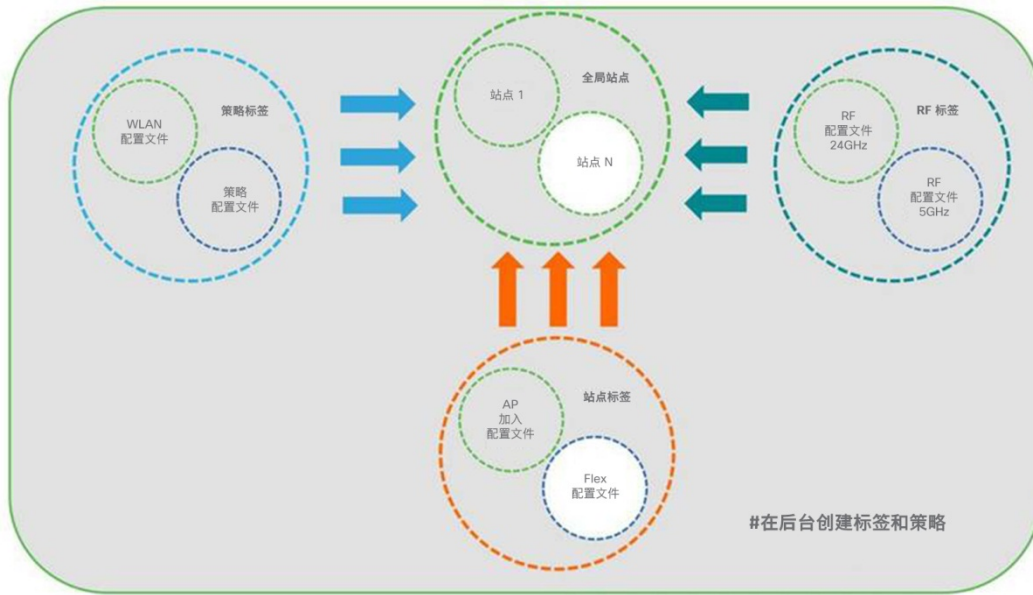 策略标签
WLAN
配置文件
策略
配置文件
全局站点
站点 1
站点 N
RF 标签
RF
配置文件
24GHz
RF
配置文件
5GHz
站点标签
AP
加入
配置文件
Flex
配置文件
#在后台创建标签和策略